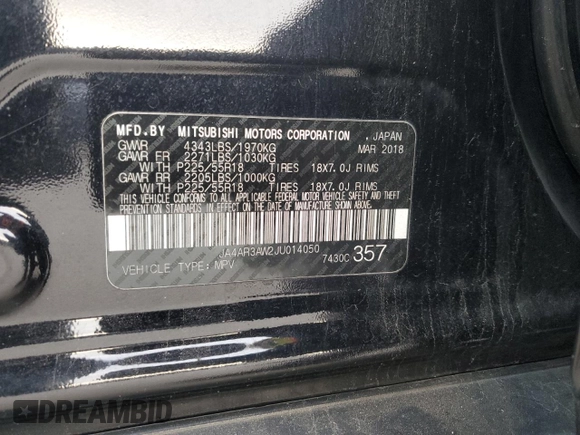 MFD.BY MITSUBISHI MOTORS CORPORATION , JAPAN
GVWR 4343LBS/1970KG MAR 2018
GAWR FR 2271LBS/1030KG
WITH P225/55R18 TIRES 18X7.0J RIMS
GAWR RR 2205LBS/1000KG
WITH P225/55R18 TIRES 18X7.0J RIMS
THIS VEHICLE CONFORMS TO ALL APPLICABLE FEDERAL MOTOR VEHICLE SAFETY AND THEFT
PREVENTION STANDARDS IN EFFECT ON THE DATE OF MANUFACTURE SHOWN ABOVE.
JA4AR3AW2JU014050
VEHICLE TYPE: MPV 7430C 357
DREAMBID